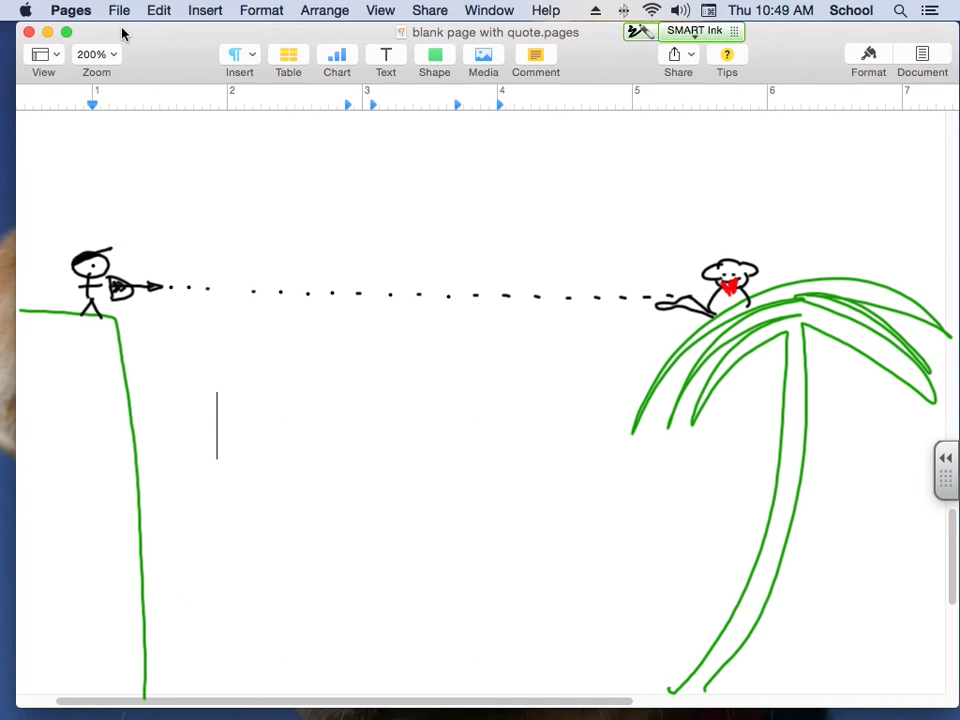 Pages File Edit Insert Format Arrange View Share Window Help Thu 10:49 AM School
blank page with quote.pages
SMART Ink
200%
View Zoom Insert Table Chart Text Shape Media Comment Share Tips Format Document
1 2 3 4 5 6 7